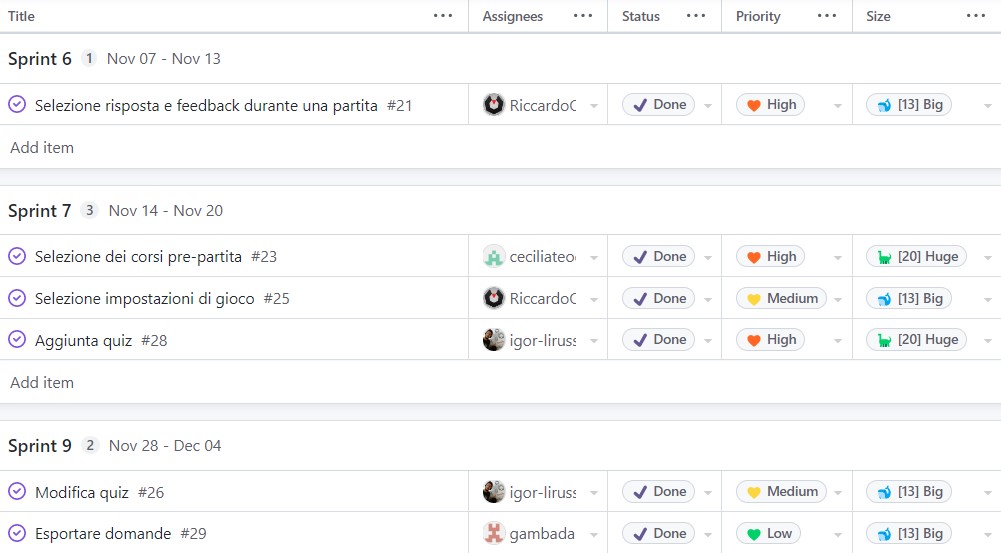 Title ... Assignees ... Status ... Priority ... Size ...
Sprint 6 1 Nov 07 - Nov 13
Selezione risposta e feedback durante una partita #21 RiccardoC Done High [13] Big
Add item
Sprint 7 3 Nov 14 - Nov 20
Selezione dei corsi pre-partita #23 ceciliateo Done High [20] Huge
Selezione impostazioni di gioco #25 RiccardoC Done Medium [13] Big
Aggiunta quiz #28 igor-liruss Done High [20] Huge
Add item
Sprint 9 2 Nov 28 - Dec 04
Modifica quiz #26 igor-liruss Done Medium [13] Big
Esportare domande #29 gambada Done Low [13] Big